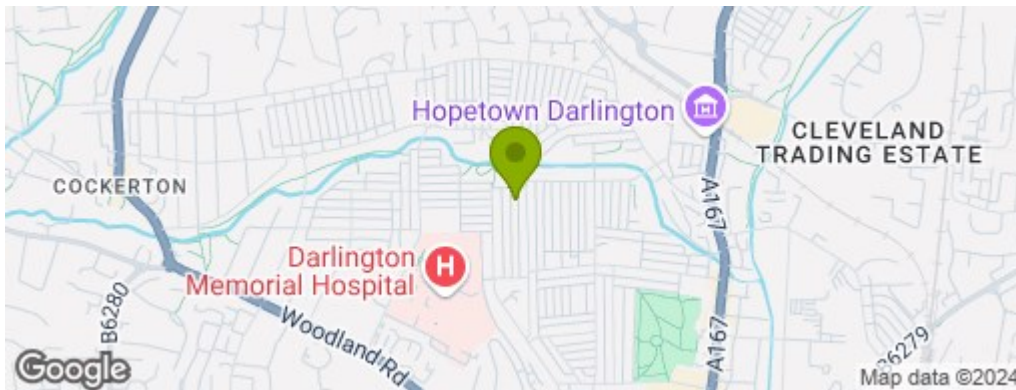 Hopetown Darlington
CLEVELAND
TRADING ESTATE
COCKERTON
A167
Darlington
Memorial Hospital
H
B6280
Woodland Rd
A167
B6279
Google
Map data ©2024